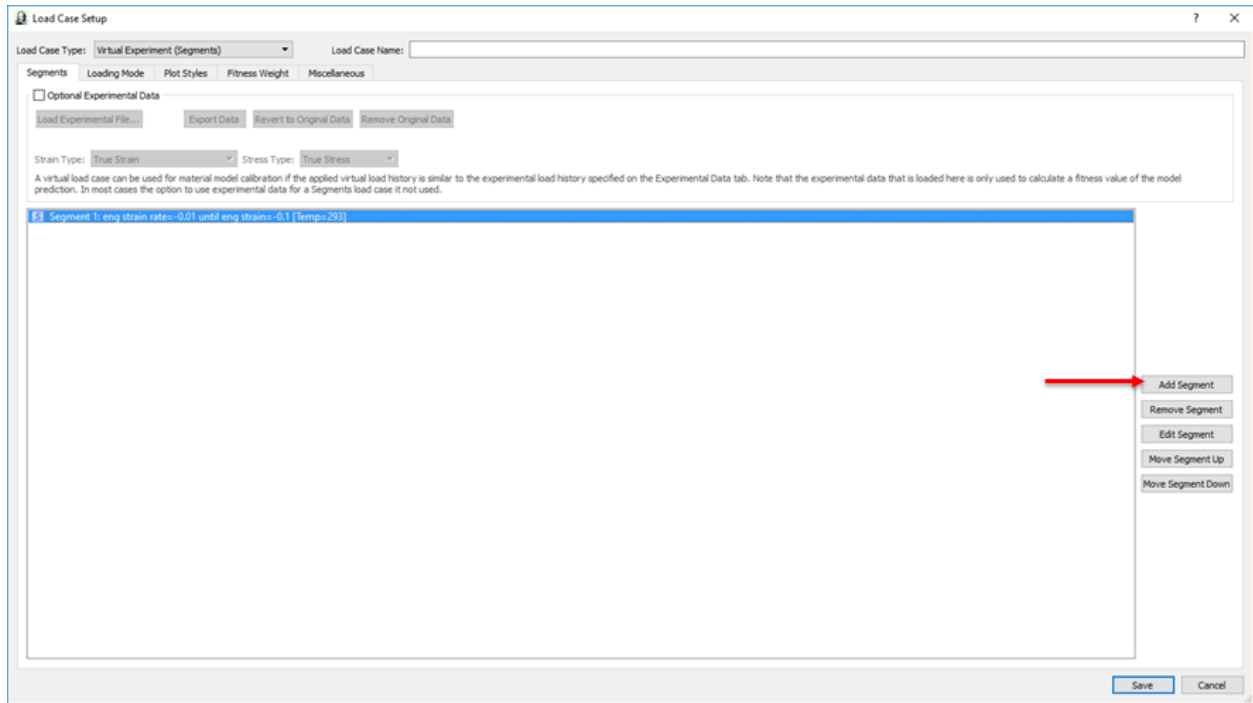 Load Case Setup
? X
Load Case Type: Virtual Experiment (Segments) Load Case Name:
Segments Loading Mode Plot Styles Fitness Weight Miscellaneous
Optional Experimental Data
Load Experimental File... Export Data Revert to Original Data Remove Original Data
Strain Type: True Strain Stress Type: True Stress
A virtual load case can be used for material model calibration if the applied virtual load history is similar to the experimental load history specified on the Experimental Data tab. Note that the experimental data that is loaded here is only used to calculate a fitness value of the model
prediction. In most cases the option to use experimental data for a Segments load case it not used.
S Segment 1: eng strain rate=-0.01 until eng strain=-0.1 [Temp=293]
Add Segment
Remove Segment
Edit Segment
Move Segment Up
Move Segment Down
Save Cancel